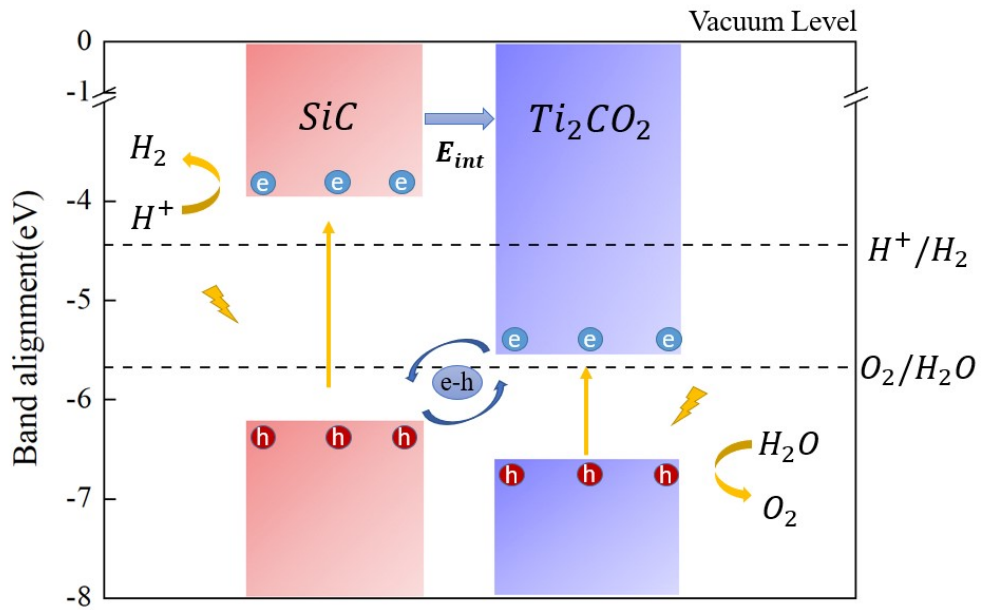 Vacuum Level
Band alignment(eV)
0
-1
-4
-5
-6
-7
-8
SiC
Ti₂CO₂
E_int
H₂
H⁺
e e e
e e e
H⁺/H₂
O₂/H₂O
e-h
h h h
h h h
H₂O
O₂